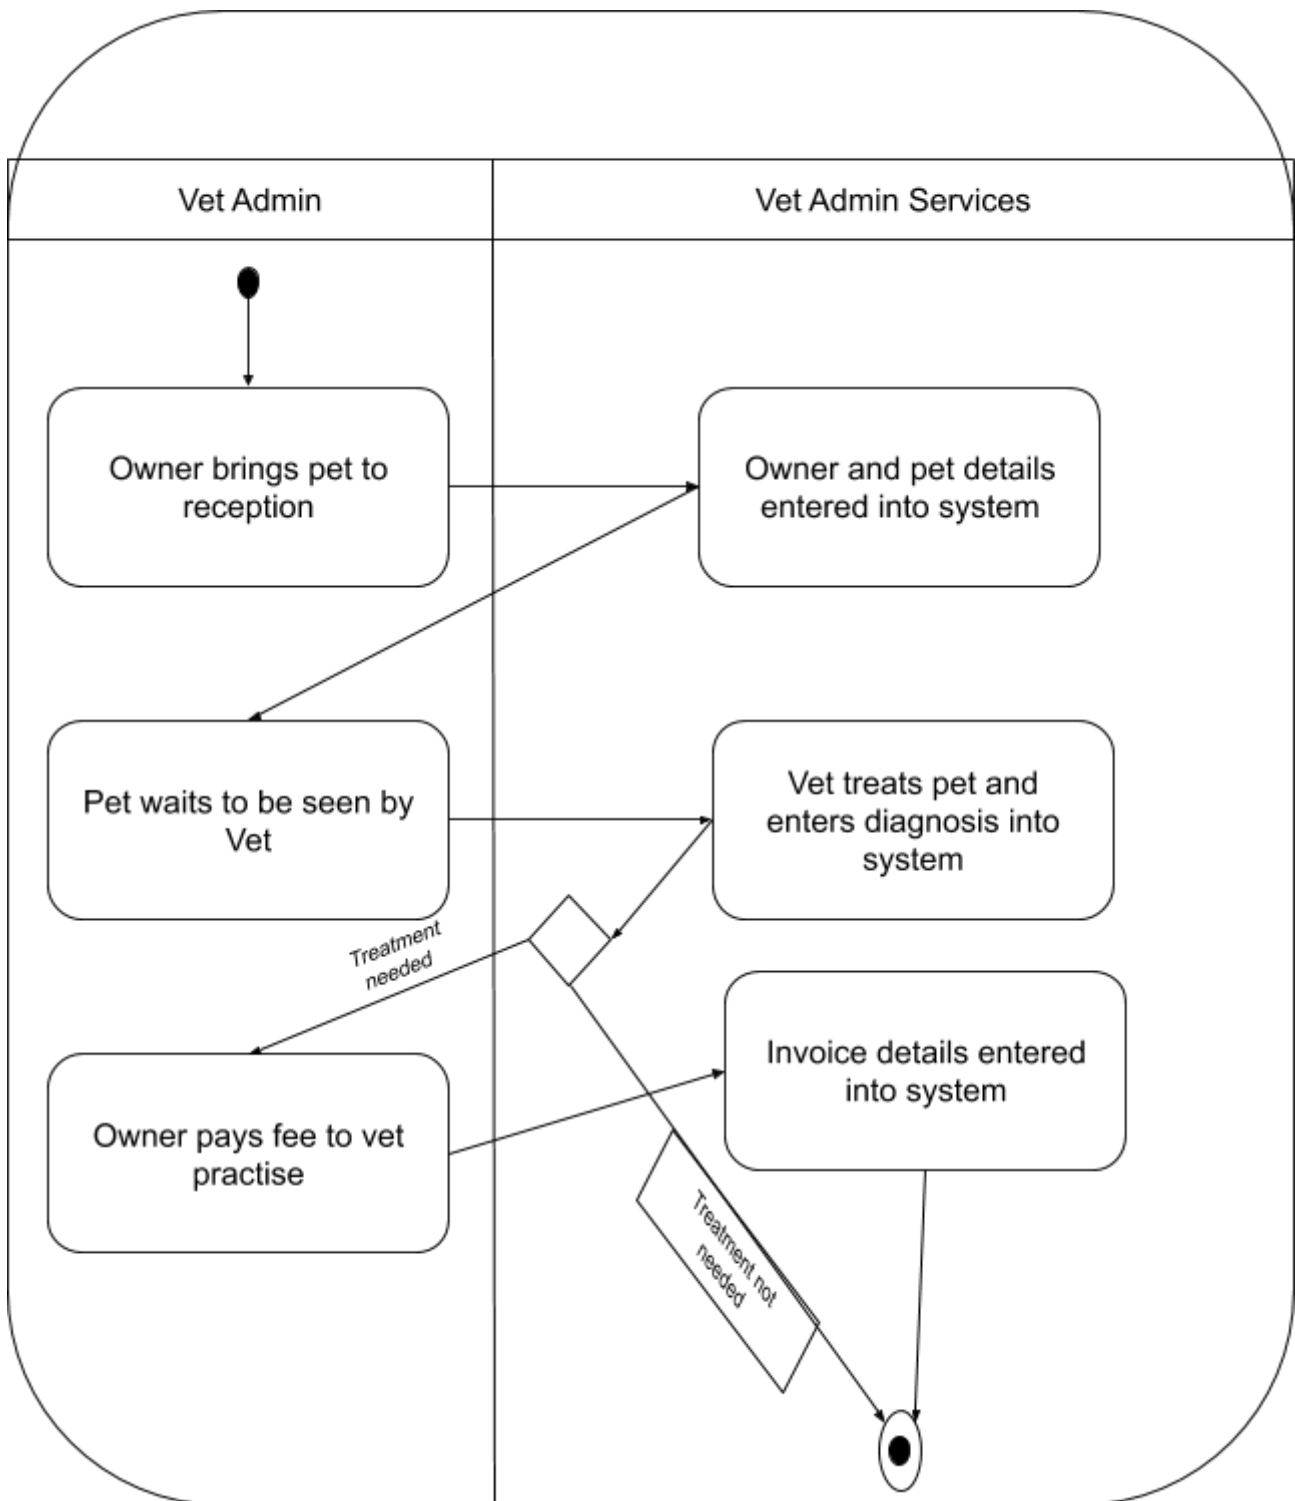 Vet Admin
Vet Admin Services
Owner brings pet to
reception
Owner and pet details
entered into system
Pet waits to be seen by
Vet
Vet treats pet and
enters diagnosis into
system
Treatment
needed
Invoice details entered
into system
Owner pays fee to vet
practise
Treatment not
needed